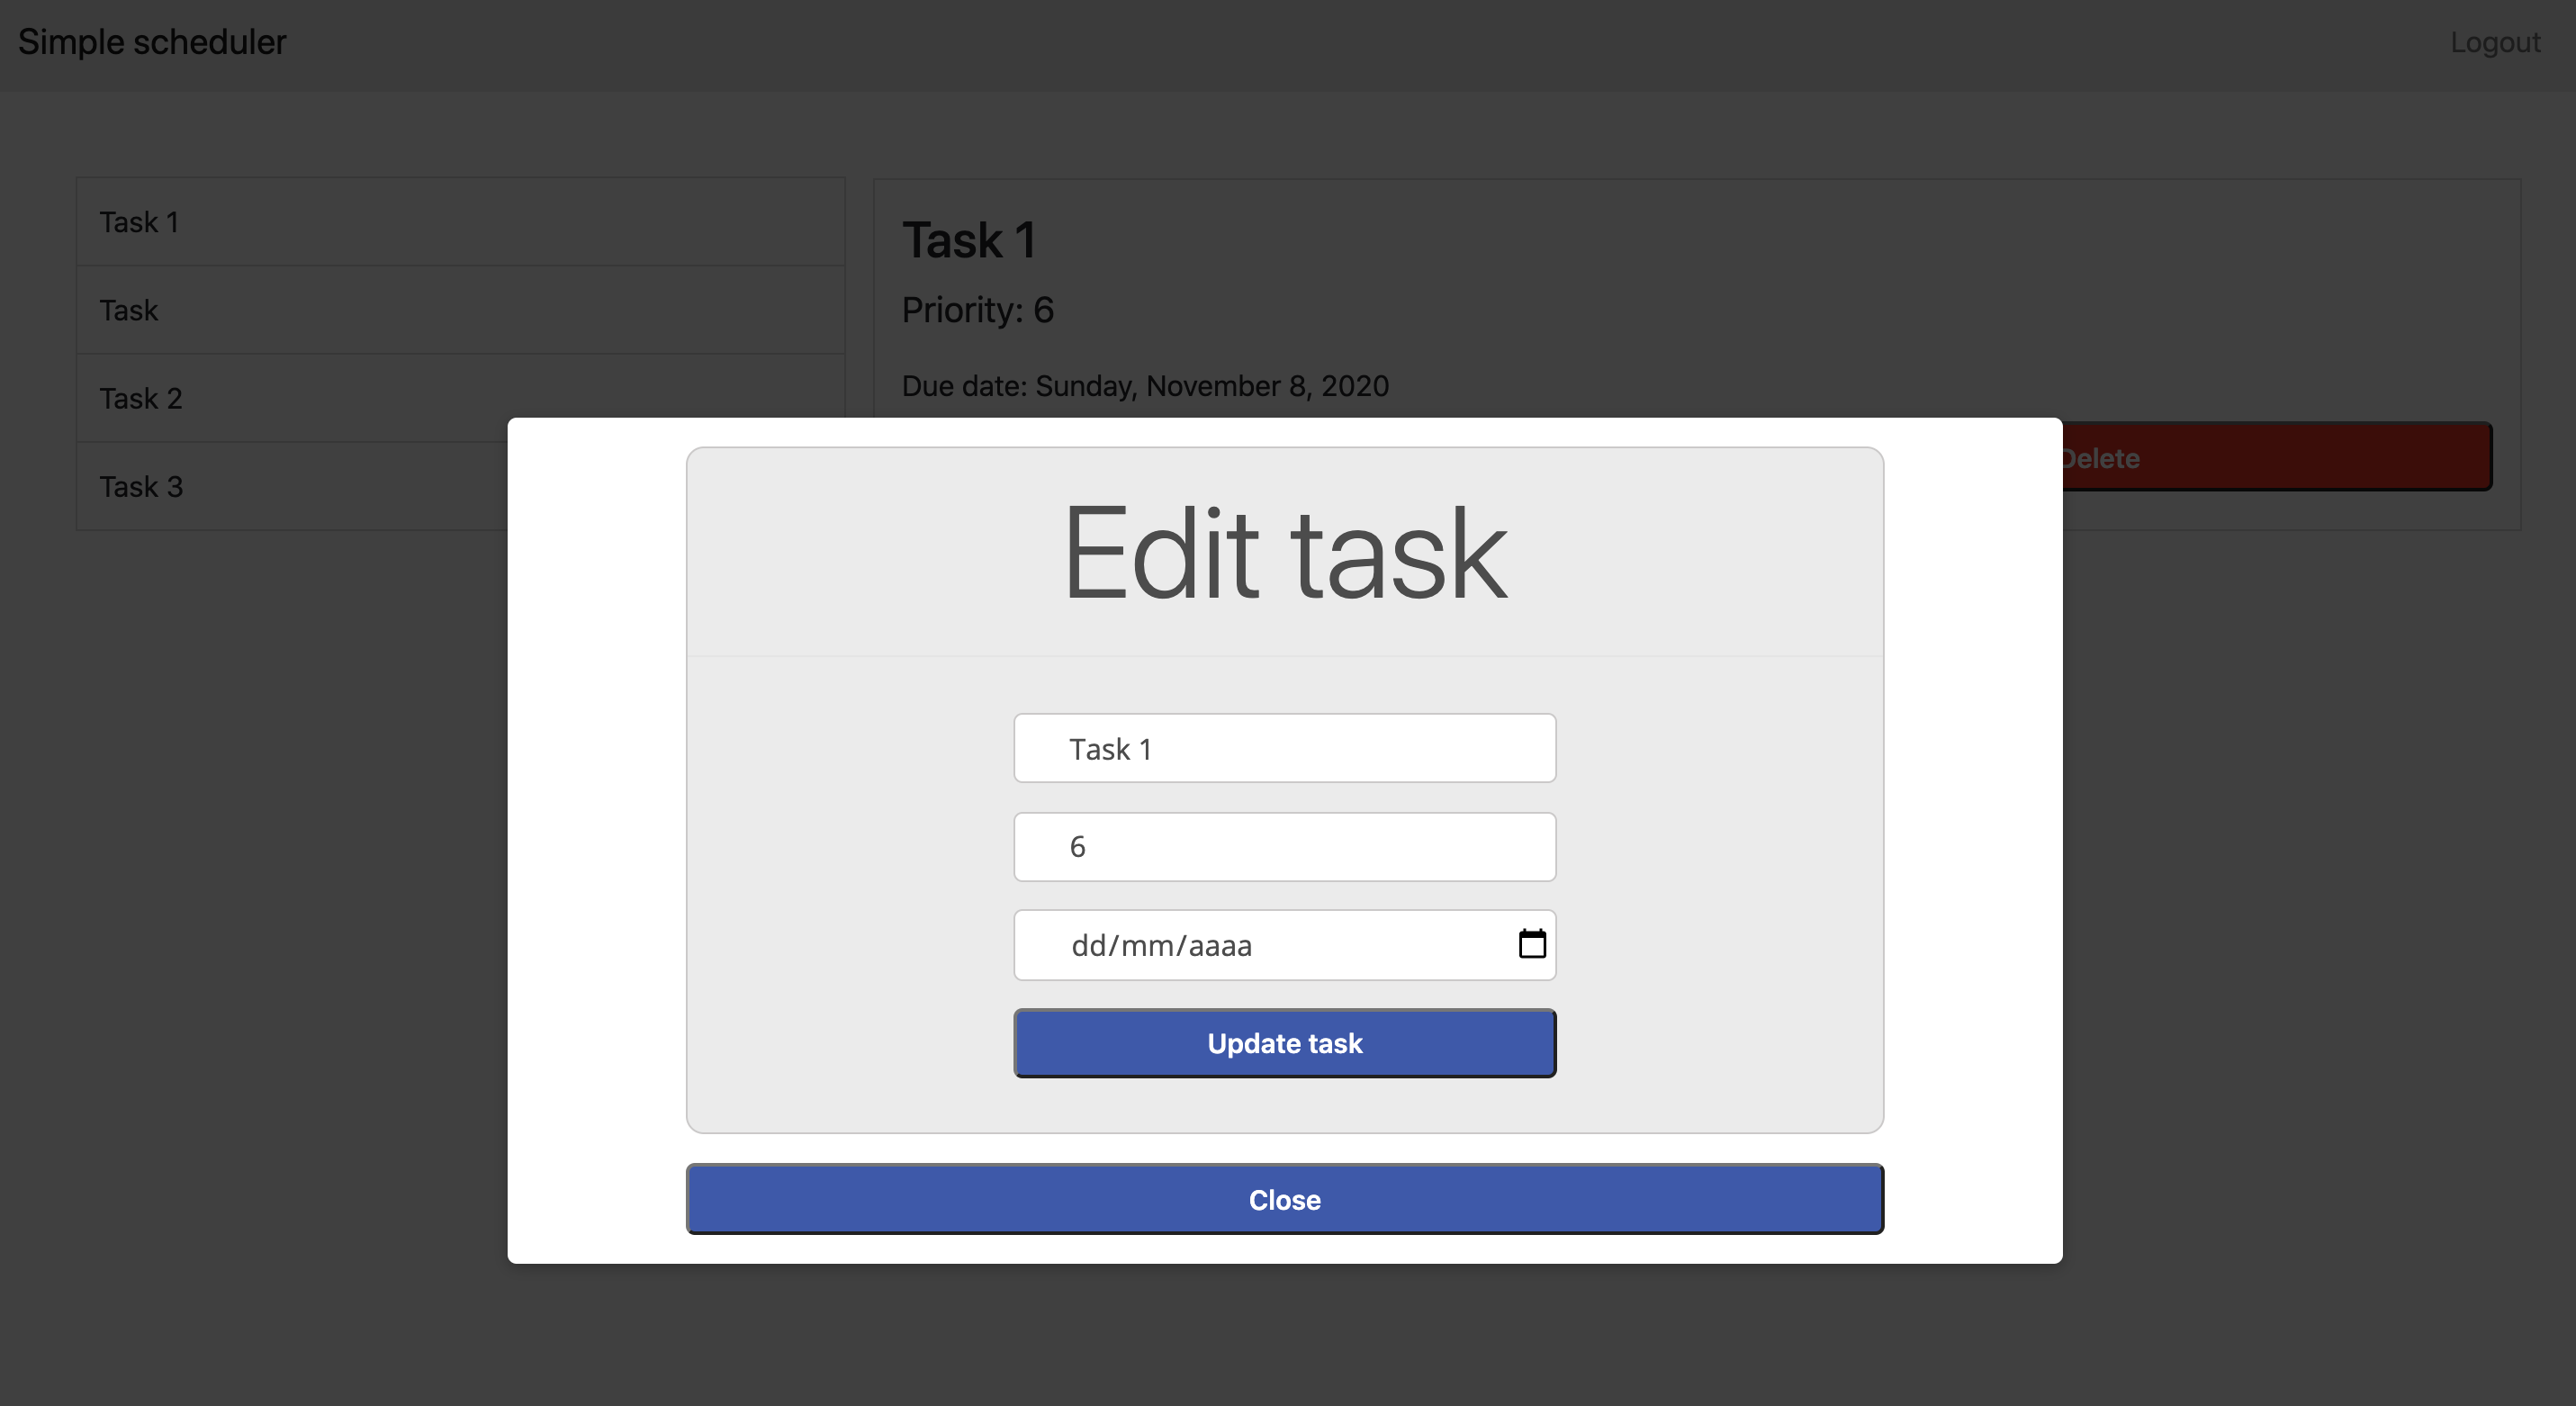 Simple scheduler
Logout
Task 1
Task
Task 2
Task 3
Task 1
Priority: 6
Due date: Sunday, November 8, 2020
Delete
Edit task
Task 1
6
dd/mm/aaaa
Update task
Close